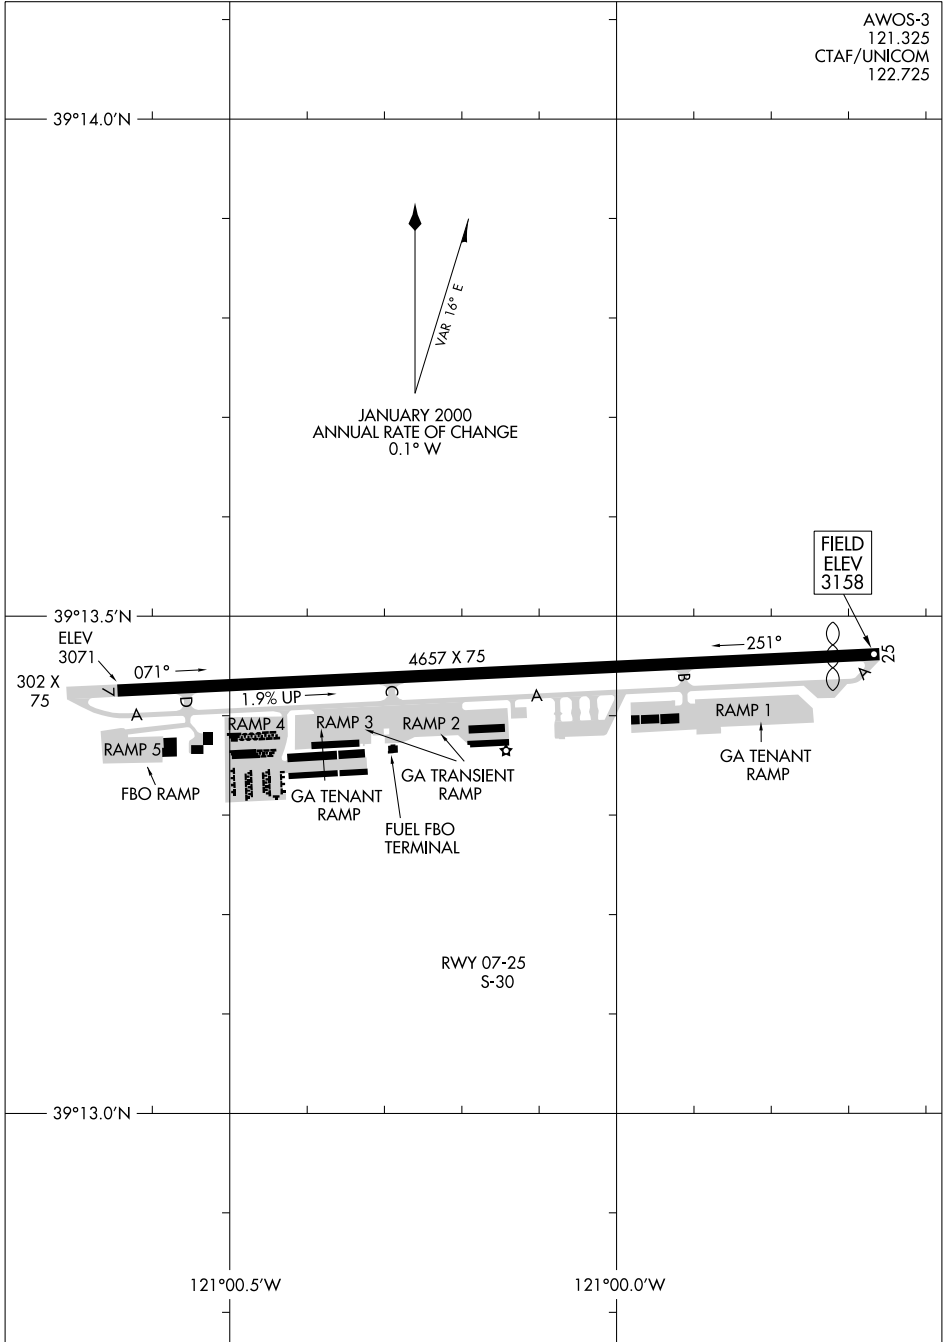 AWOS-3
121.325
CTAF/UNICOM
122.725
39°14.0'N
VAR 16° E
JANUARY 2000
ANNUAL RATE OF CHANGE
0.1° W
FIELD
ELEV
3158
39°13.5'N
ELEV
3071
302 X
75
7
071°
4657 X 75
251°
25
1.9% UP
A
D
C
A
B
A
RAMP 5
RAMP 4
RAMP 3
RAMP 2
RAMP 1
FBO RAMP
GA TENANT
RAMP
GA TRANSIENT
RAMP
GA TENANT
RAMP
FUEL FBO
TERMINAL
RWY 07-25
S-30
39°13.0'N
121°00.5'W
121°00.0'W